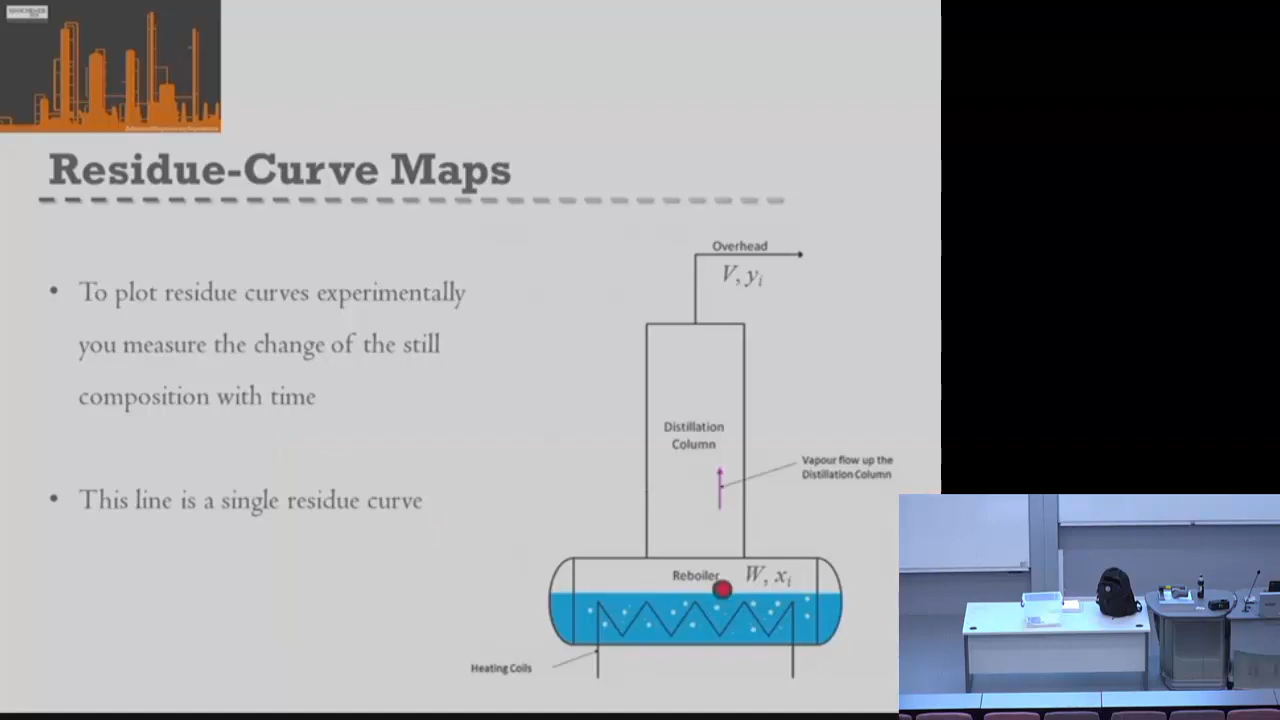 Residue-Curve Maps
• To plot residue curves experimentally
you measure the change of the still
composition with time
• This line is a single residue curve
Overhead
V, yᵢ
Distillation
Column
Vapour flow up the
Distillation Column
Reboiler
W, xᵢ
Heating Coils